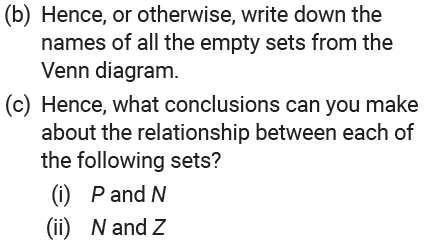 (b) Hence, or otherwise, write down the
names of all the empty sets from the
Venn diagram.
(c) Hence, what conclusions can you make
about the relationship between each of
the following sets?
(i) P and N
(ii) N and Z